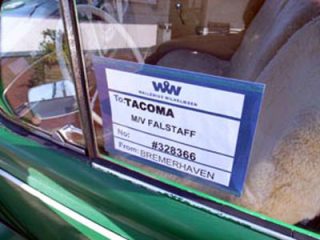 WALLENIUS WILHELMSEN
To: TACOMA
M/V FALSTAFF
No: #328366
From: BREMERHAVEN